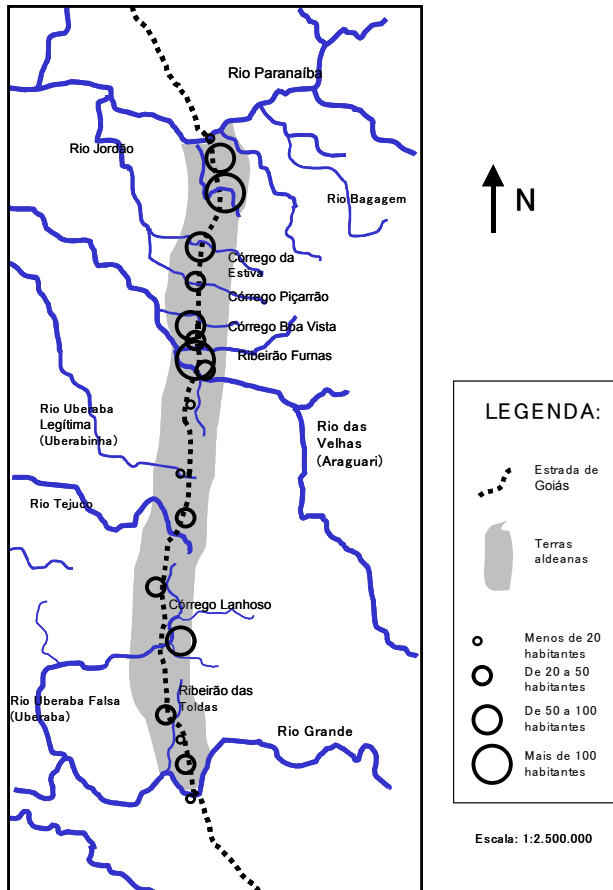 Rio Paranaíba
Rio Jordão
Rio Bagagem
Córrego da
Estiva
Córrego Piçarrão
Córrego Boa Vista
Ribeirão Furnas
Rio Uberaba
Legítima
(Uberabinha)
Rio das
Velhas
(Araguari)
Rio Tejuco
Córrego Lanhoso
Rio Uberaba Falsa
(Uberaba)
Ribeirão das
Toldas
Rio Grande
N
LEGENDA:
Estrada de
Goiás
Terras
aldeanas
Menos de 20
habitantes
De 20 a 50
habitantes
De 50 a 100
habitantes
Mais de 100
habitantes
Escala: 1:2.500.000